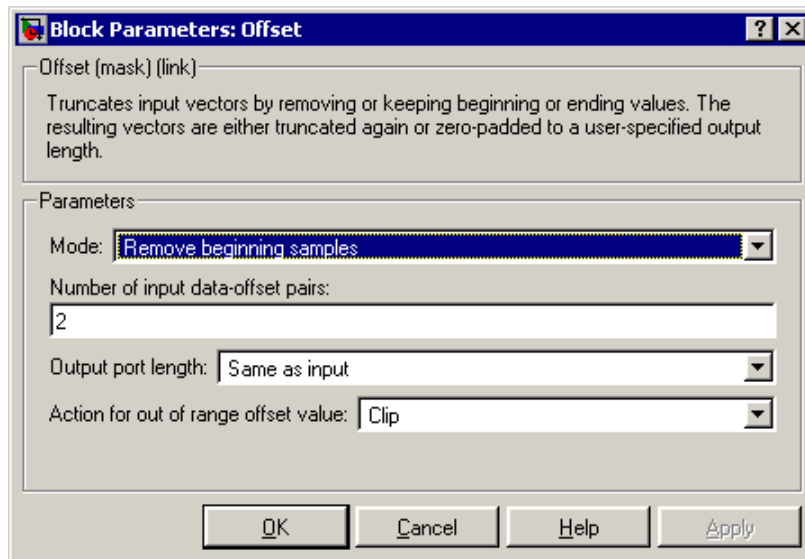 Block Parameters: Offset
Offset (mask) (link)
Truncates input vectors by removing or keeping beginning or ending values. The
resulting vectors are either truncated again or zero-padded to a user-specified output
length.
Parameters
Mode: Remove beginning samples
Number of input data-offset pairs:
2
Output port length: Same as input
Action for out of range offset value: Clip
OK Cancel Help Apply